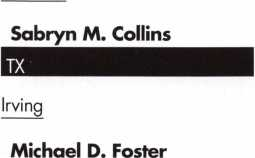 Sabryn M. Collins
TX
Irving
Michael D. Foster